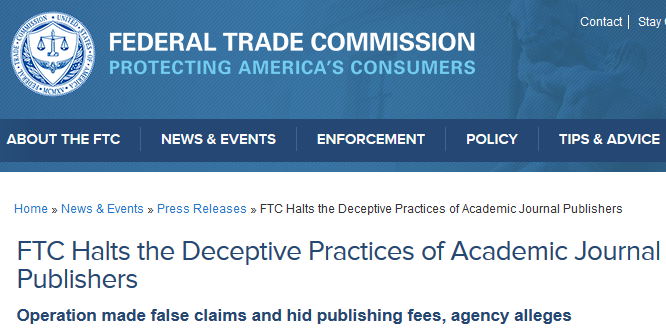 Contact | Stay
FEDERAL TRADE COMMISSION
PROTECTING AMERICA'S CONSUMERS
ABOUT THE FTC
NEWS & EVENTS
ENFORCEMENT
POLICY
TIPS & ADVICE
Home » News & Events » Press Releases » FTC Halts the Deceptive Practices of Academic Journal Publishers
FTC Halts the Deceptive Practices of Academic Journal
Publishers
Operation made false claims and hid publishing fees, agency alleges